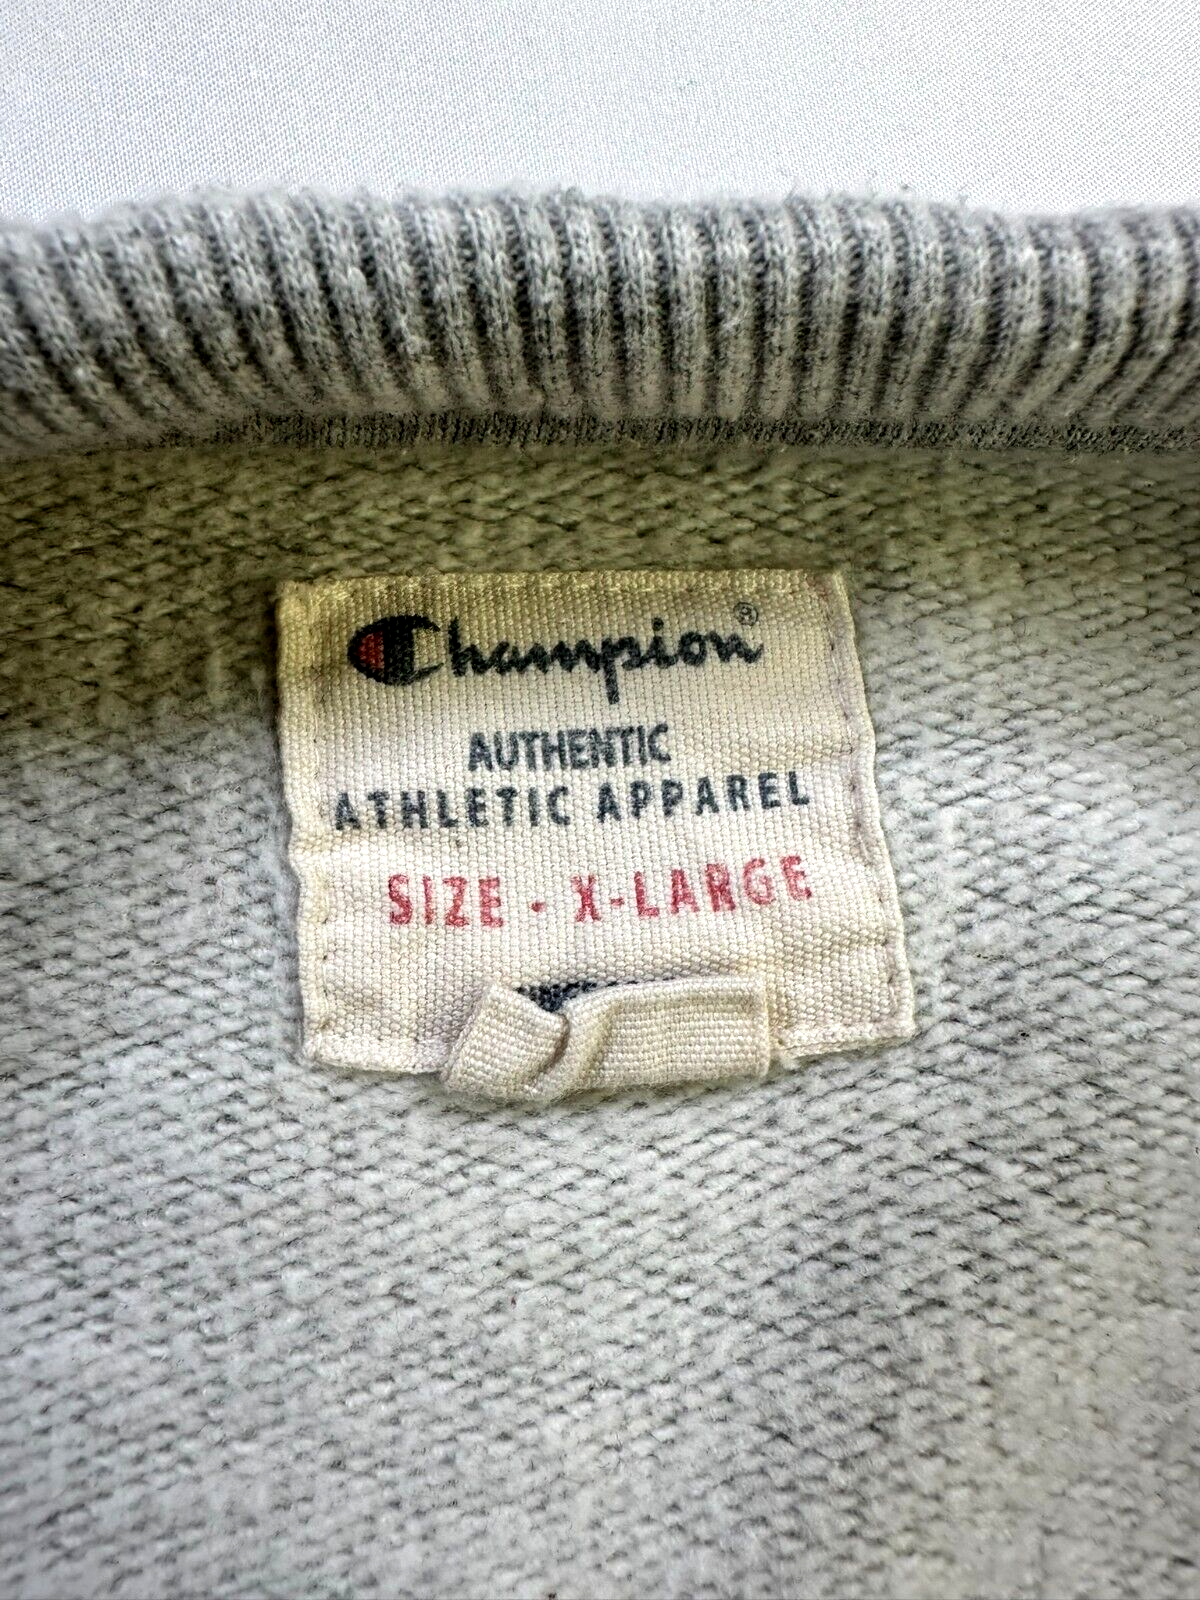 Champion®
AUTHENTIC
ATHLETIC APPAREL
SIZE - X-LARGE